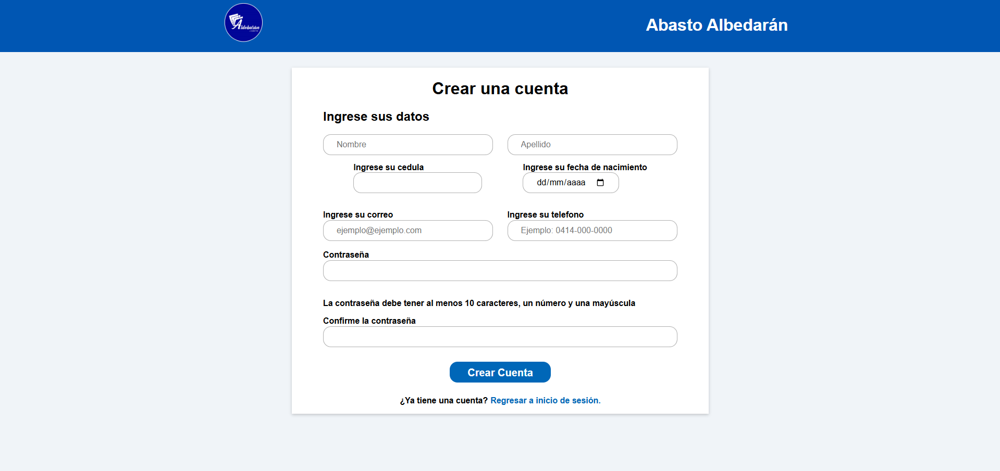 Aldebarán
Abasto Albedarán
Crear una cuenta
Ingrese sus datos
Nombre
Apellido
Ingrese su cedula
Ingrese su fecha de nacimiento
dd/mm/aaaa
Ingrese su correo
Ingrese su telefono
ejemplo@ejemplo.com
Ejemplo: 0414-000-0000
Contraseña
La contraseña debe tener al menos 10 caracteres, un número y una mayúscula
Confirme la contraseña
Crear Cuenta
¿Ya tiene una cuenta? Regresar a inicio de sesión.